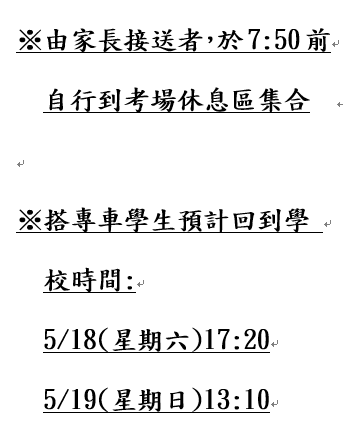 ※由家長接送者，於7:50前
自行到考場休息區集合
※搭專車學生預計回到學
校時間:
5/18(星期六)17:20
5/19(星期日)13:10